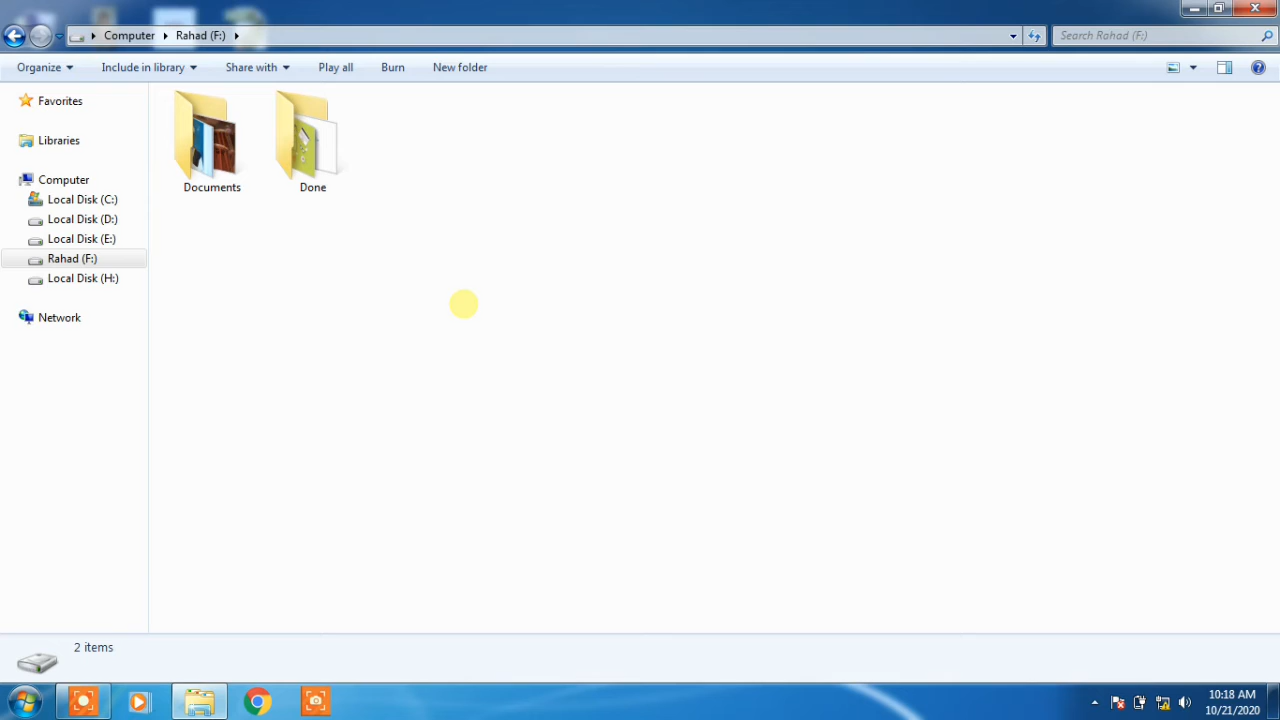 Computer Rahad (F:)
Search Rahad (F:)
Organize Include in library Share with Play all Burn New folder
Favorites
Libraries
Computer
Local Disk (C:)
Local Disk (D:)
Local Disk (E:)
Rahad (F:)
Local Disk (H:)
Network
Documents Done
2 items
10:18 AM
10/21/2020